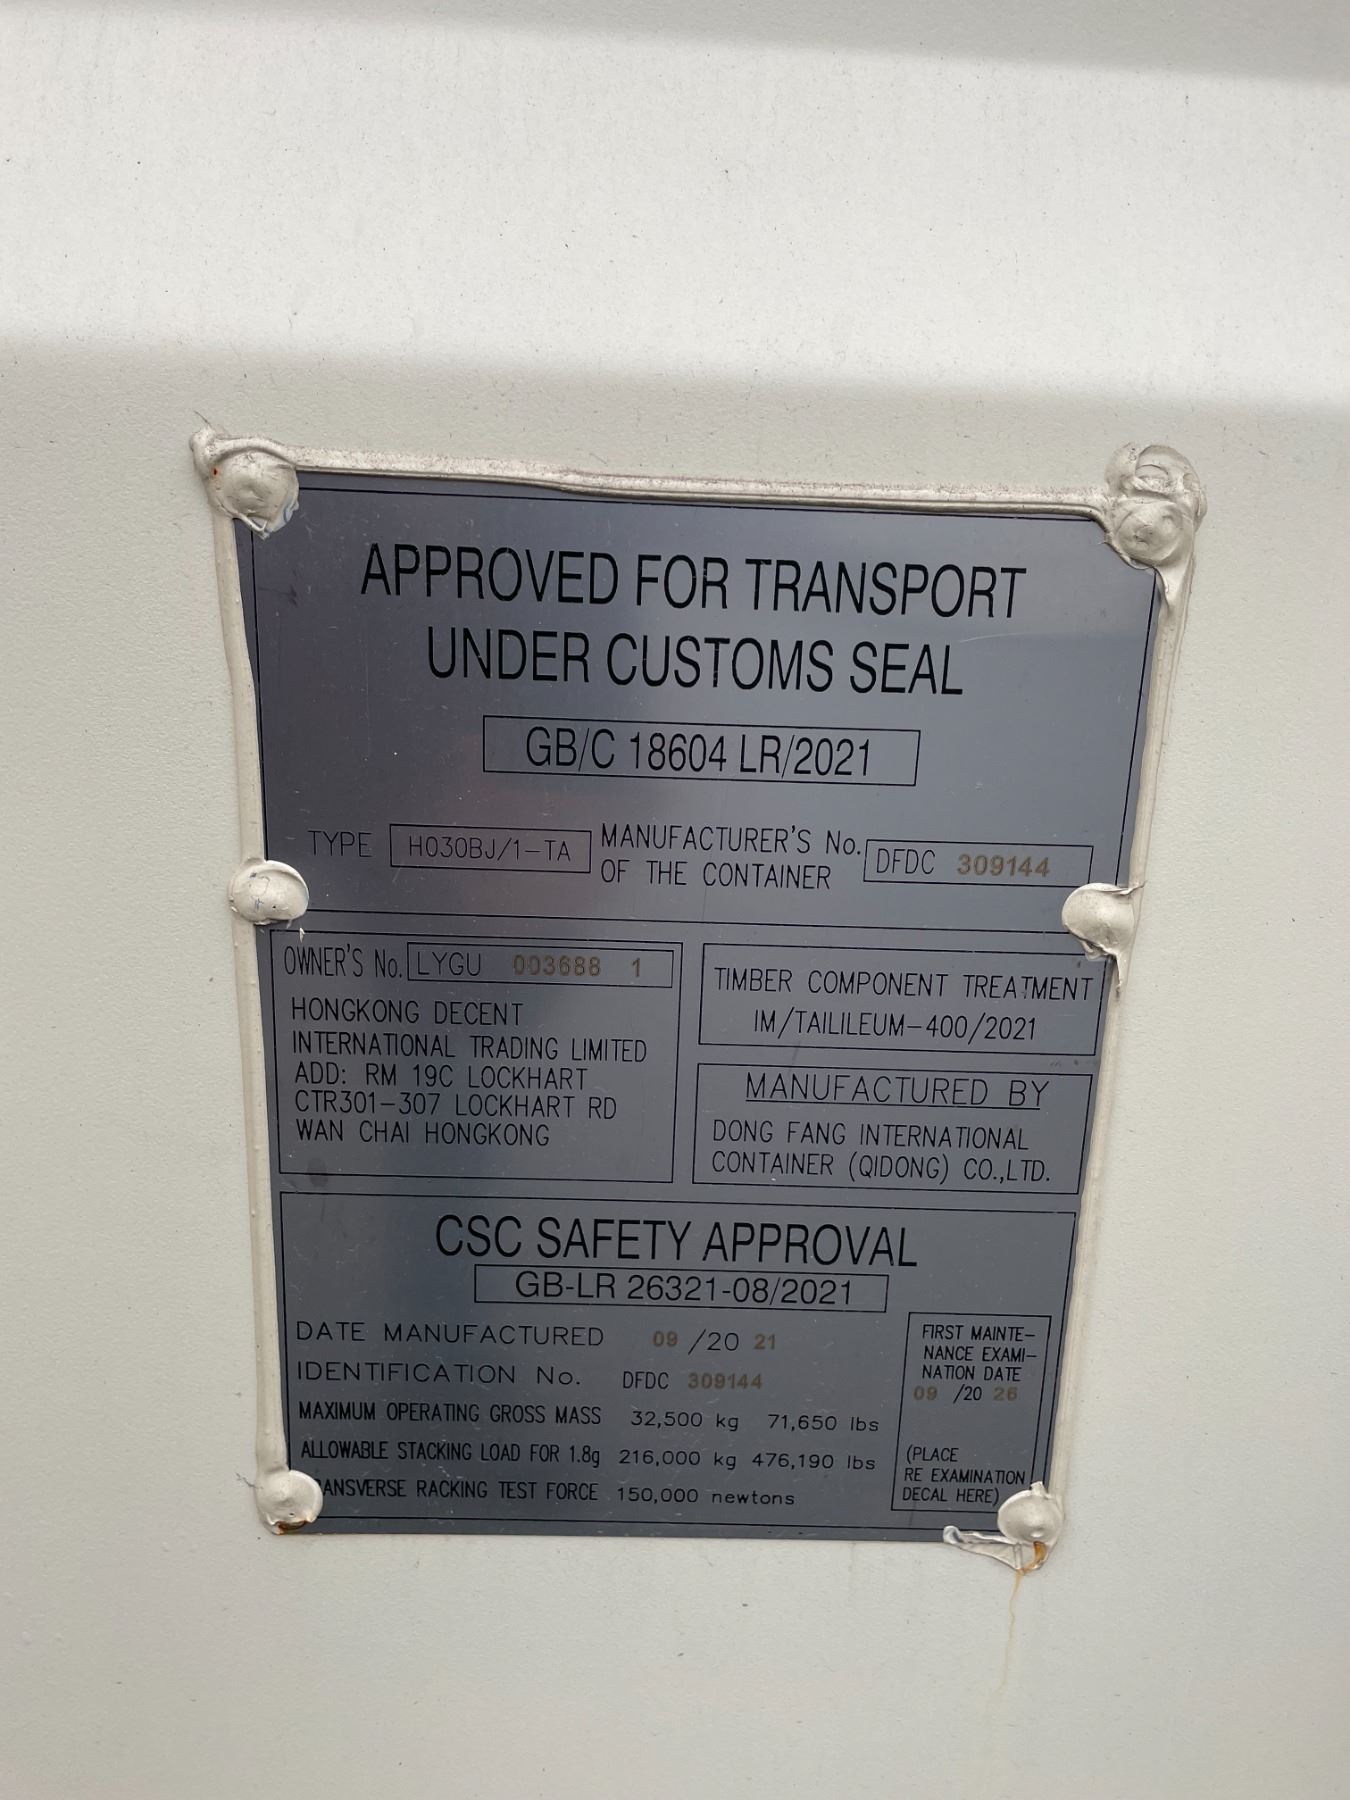 APPROVED FOR TRANSPORT
UNDER CUSTOMS SEAL
GB/C 18604 LR/2021
TYPE H030BJ/1-TA MANUFACTURER'S No. OF THE CONTAINER DFDC 309144
OWNER'S No. LYGU 003688 1
HONGKONG DECENT
INTERNATIONAL TRADING LIMITED
ADD: RM 19C LOCKHART
CTR301-307 LOCKHART RD
WAN CHAI HONGKONG
TIMBER COMPONENT TREATMENT
IM/TAILILEUM-400/2021
MANUFACTURED BY
DONG FANG INTERNATIONAL
CONTAINER (QIDONG) CO.,LTD.
CSC SAFETY APPROVAL
GB-LR 26321-08/2021
DATE MANUFACTURED 09 /20 21
IDENTIFICATION No. DFDC 309144
MAXIMUM OPERATING GROSS MASS 32,500 kg 71,650 lbs
ALLOWABLE STACKING LOAD FOR 1.8g 216,000 kg 476,190 lbs
ANSVERSE RACKING TEST FORCE 150,000 newtons
FIRST MAINTE-
NANCE EXAMI-
NATION DATE
09 /20 26
(PLACE
RE EXAMINATION
DECAL HERE)